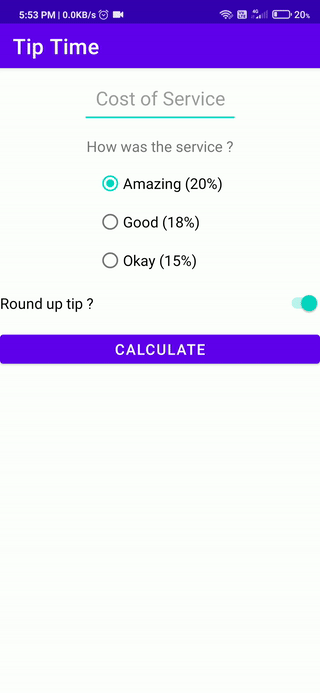 5:53 PM | 0.0KB/s 20%
Tip Time
Cost of Service
How was the service ?
Amazing (20%)
Good (18%)
Okay (15%)
Round up tip ?
CALCULATE